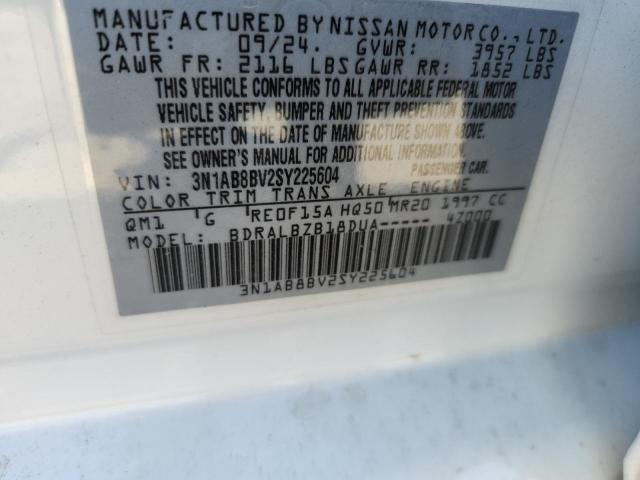 MANUFACTURED BY NISSAN MOTOR CO., LTD.
DATE: 09/24. GVWR: 3957 LBS
GAWR FR: 2116 LBS GAWR RR: 1852 LBS
THIS VEHICLE CONFORMS TO ALL APPLICABLE FEDERAL MOTOR
VEHICLE SAFETY, BUMPER AND THEFT PREVENTION STANDARDS
IN EFFECT ON THE DATE OF MANUFACTURE SHOWN ABOVE.
SEE OWNER'S MANUAL FOR ADDITIONAL INFORMATION.
VIN: 3N1AB8BV2SY225604 PASSENGER CAR.
COLOR TRIM TRANS AXLE ENGINE
QM1 G RE0F15A HQ50 MR20 1997 CC
MODEL: BDRALBZB18DUA----- 4Z000
3N1AB8BV2SY225604